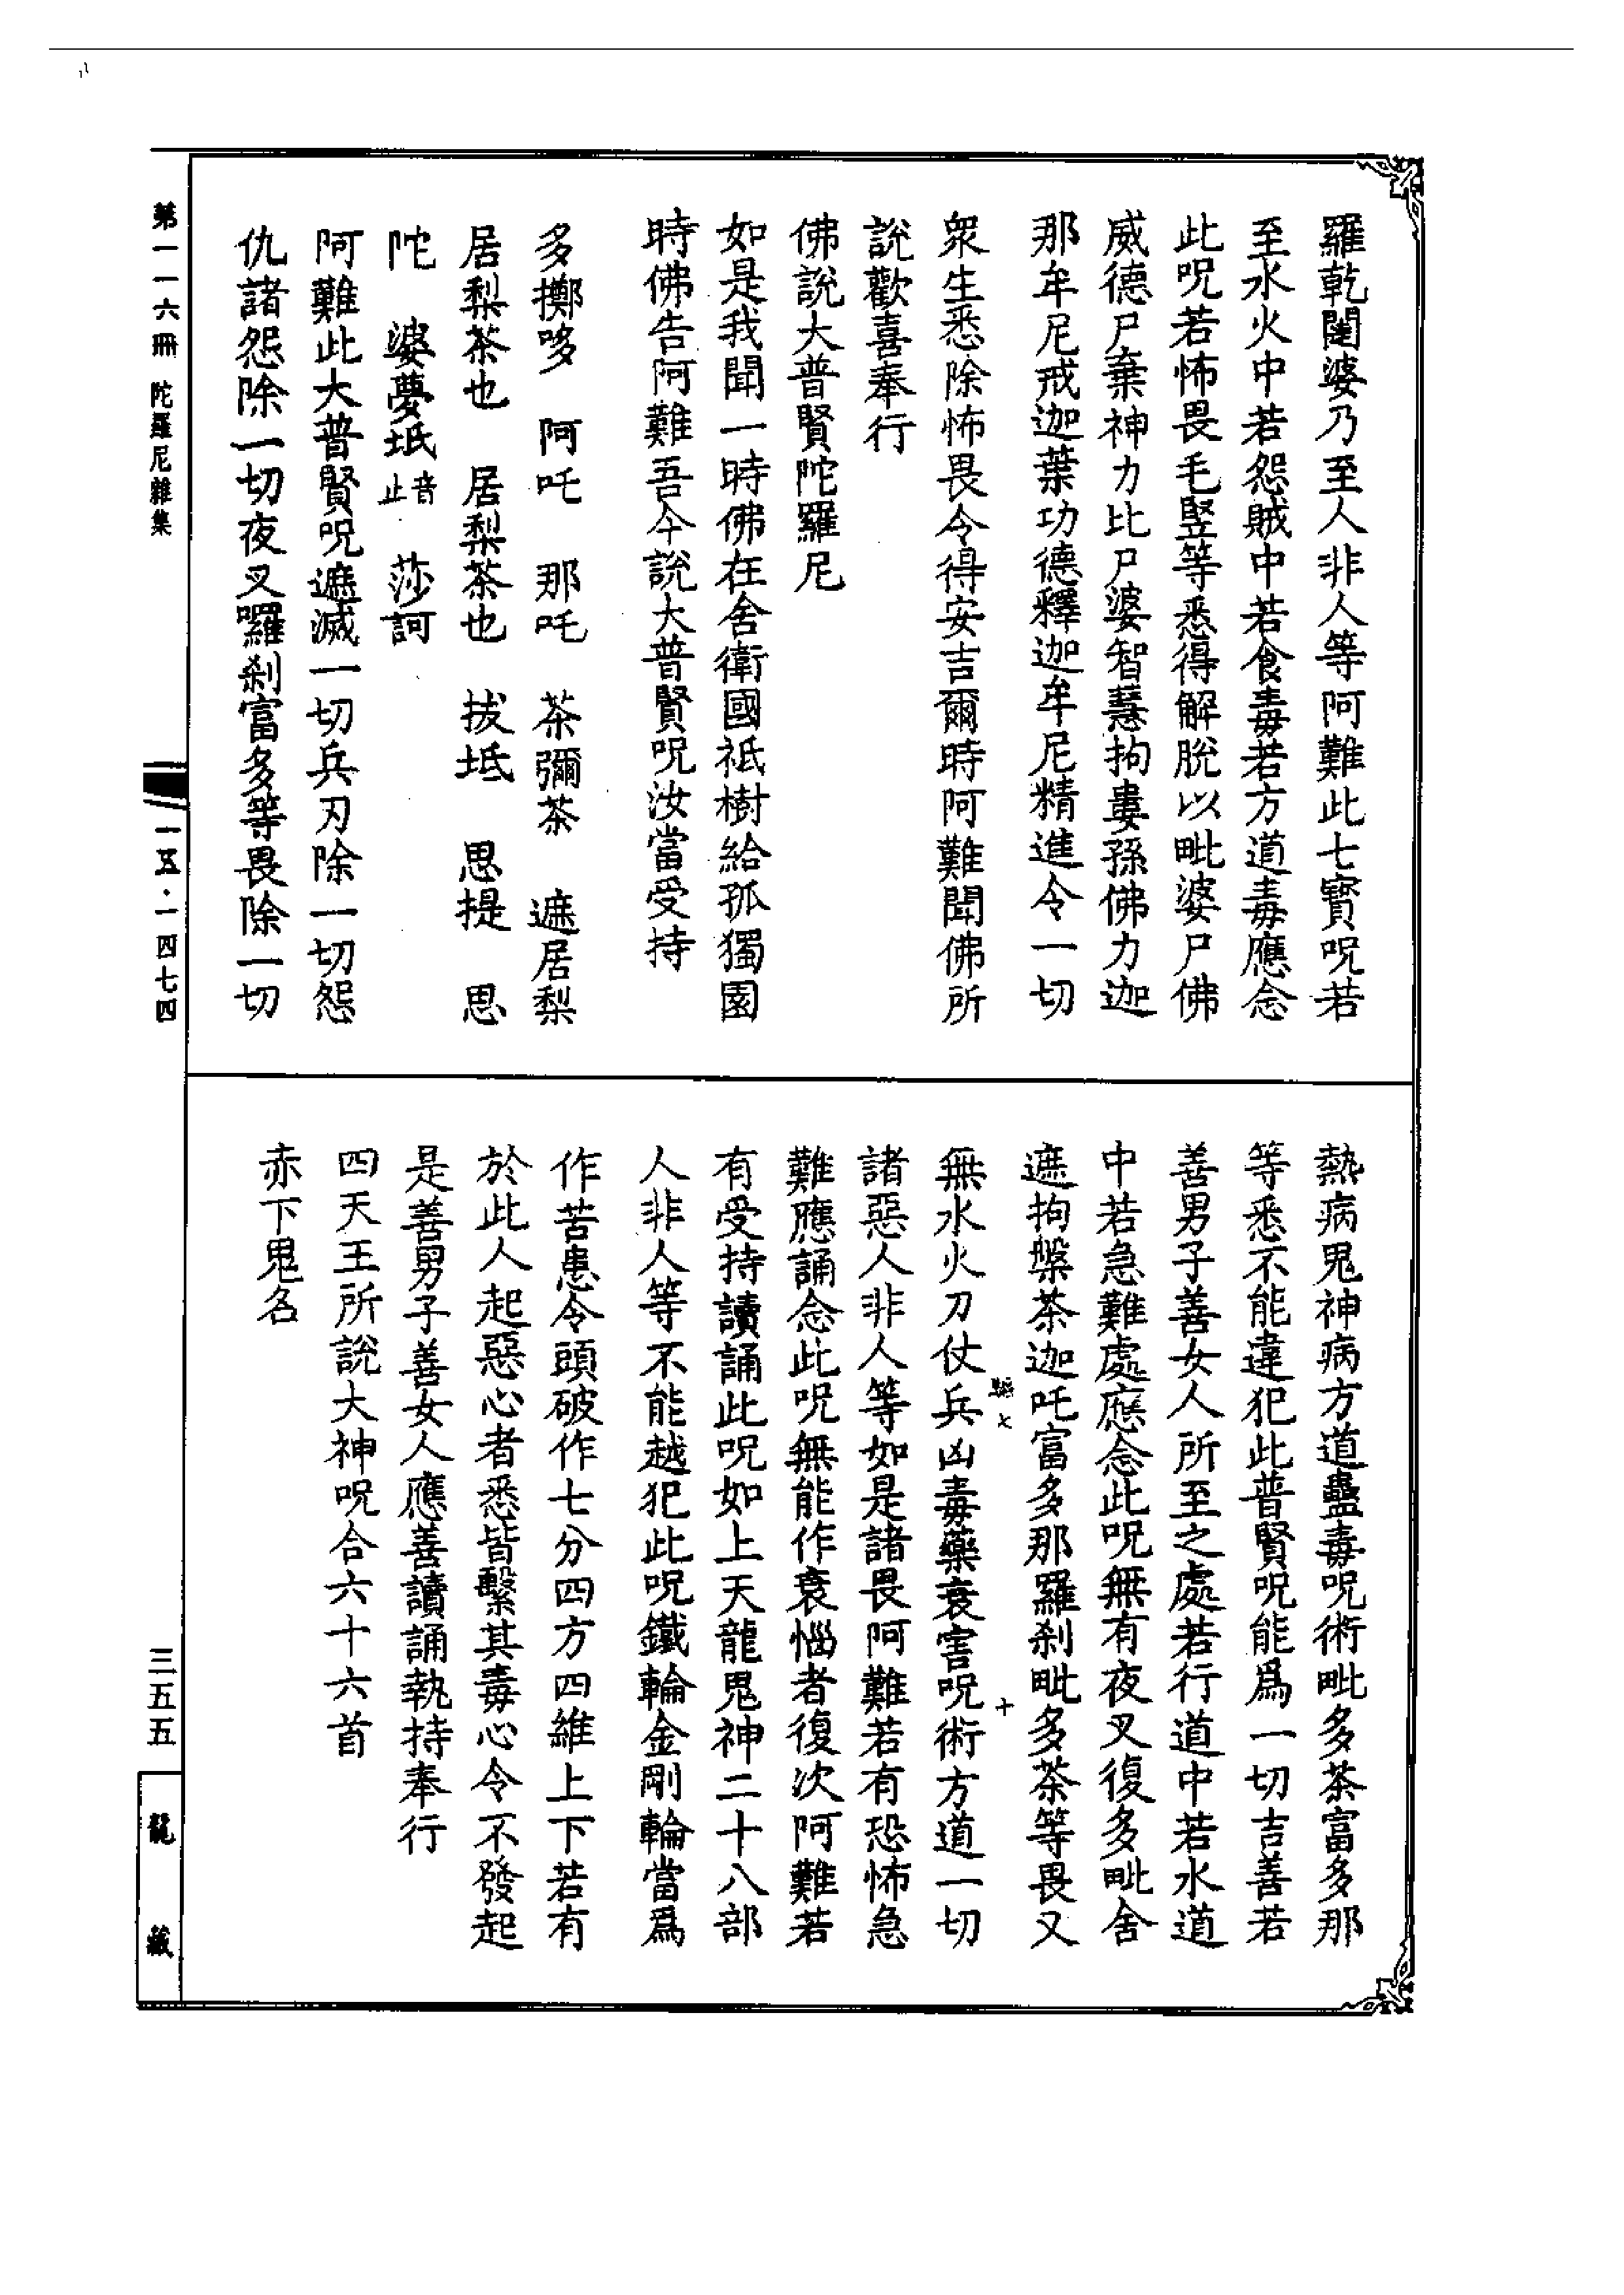 羅乾闥婆乃至人非人等阿難此七寶呪若
至水火中若怨賊中若食毒若方道毒應念
此呪若怖畏毛竪等悉得解脫以毗婆尸佛
威德尸棄神力比尸婆智慧拘婁孫佛力迦
那牟尼戒迦葉功德釋迦牟尼精進令一切
衆生悉除怖畏令得安吉爾時阿難聞佛所
說歡喜奉行
佛說大普賢陀羅尼
如是我聞一時佛在舍衛國祇樹給孤獨園
時佛告阿難吾今說大普賢呪汝當受持
多擲哆 阿吒 那吒 茶彌茶 遮居梨
居梨茶也 居梨茶也 拔坻 思提 思
陀 婆夢坻音止 莎訶
阿難此大普賢呪遮滅一切兵刃除一切怨
仇諸怨除一切夜叉囉刹富多等畏除一切
熱病鬼神病方道蠱毒呪術毗多茶富多那
等悉不能違犯此普賢呪能爲一切吉善若
善男子善女人所至之處若行道中若水道
中若急難處應念此呪無有夜叉復多毗舍
遮拘槃茶迦吒富多那羅刹毗多茶等畏又
十
無水火刀仗兵凶毒藥衰害呪術方道一切
諸惡人非人等如是諸畏阿難若有恐怖急
難應誦念此呪無能作衰惱者復次阿難若
有受持讀誦此呪如上天龍鬼神二十八部
人非人等不能越犯此呪鐵輪金剛輪當爲
作苦患令頭破作七分四方四維上下若有
於此人起惡心者悉皆繫其毒心令不發起
是善男子善女人應善讀誦執持奉行
四天王所說大神呪合六十六首
赤下鬼名
第一一六冊 陀羅尼雜集
一五·一四七四
三五五
龍藏